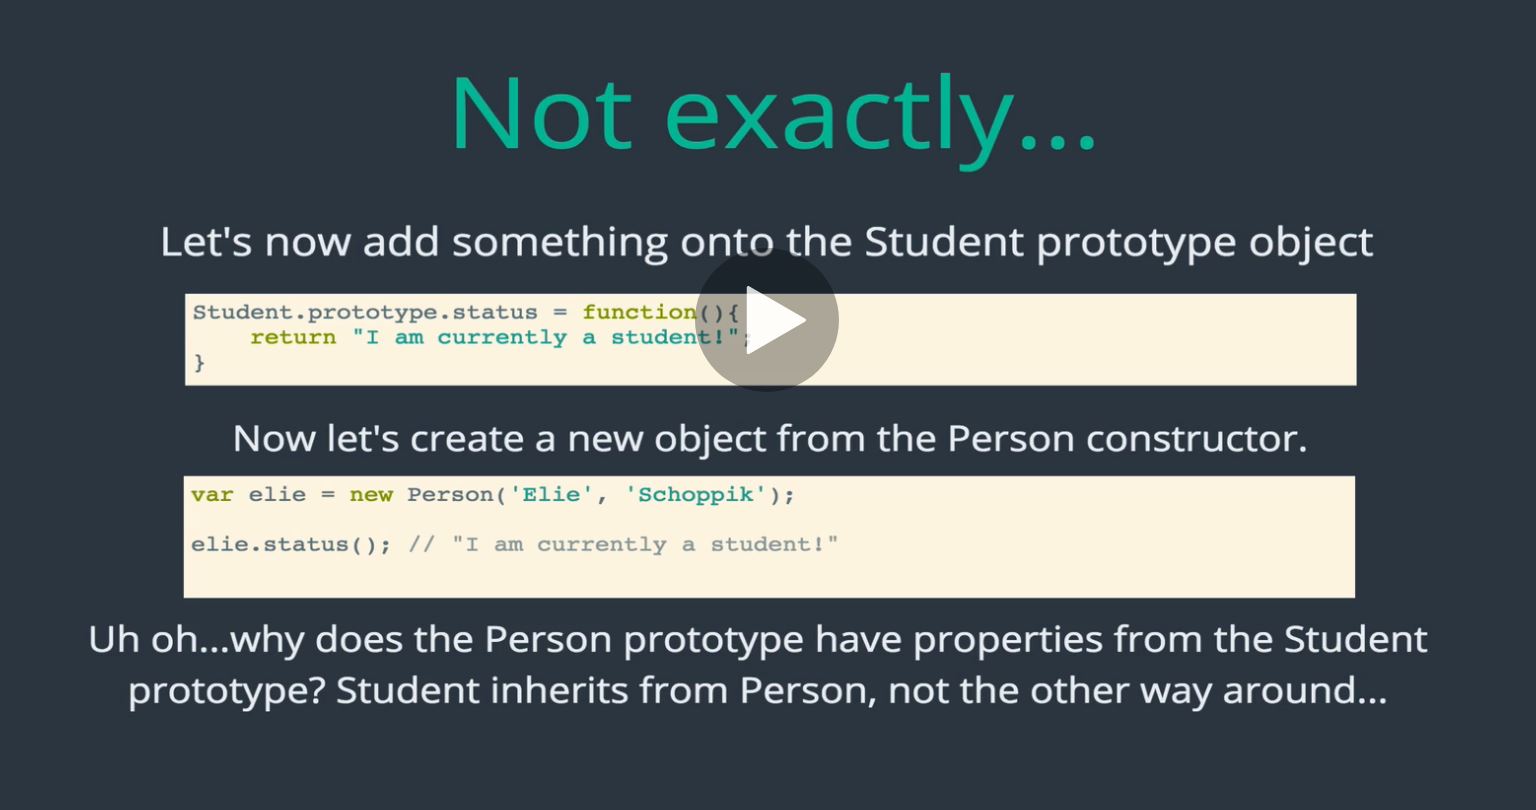 Not exactly...
Let's now add something onto the Student prototype object
Student.prototype.status = function(){
    return "I am currently a student!";
}
Now let's create a new object from the Person constructor.
var elie = new Person('Elie', 'Schoppik');
elie.status(); // "I am currently a student!"
Uh oh...why does the Person prototype have properties from the Student
prototype? Student inherits from Person, not the other way around...